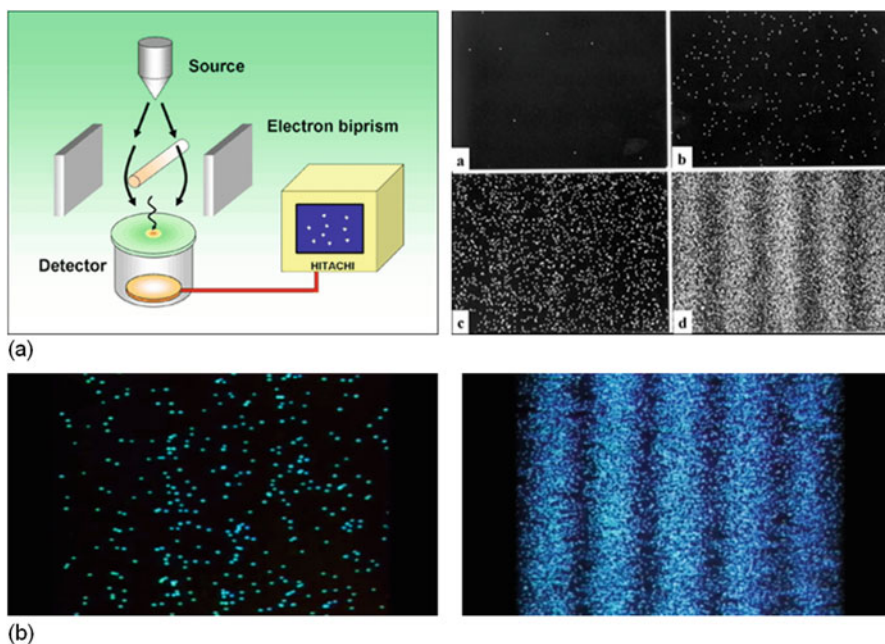 Source
Electron biprism
Detector
HITACHI
a
b
c
d
(a)
(b)